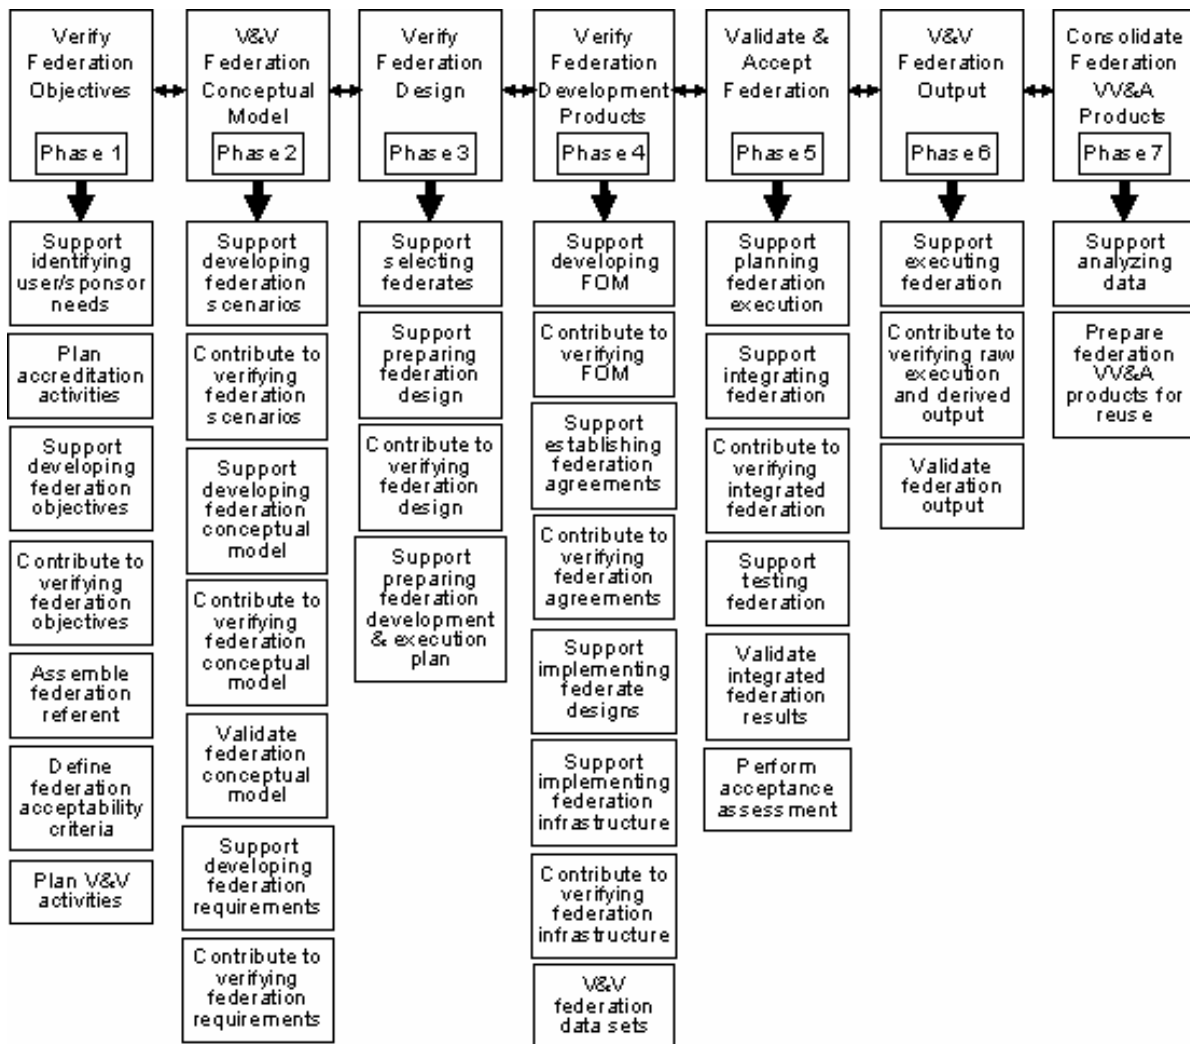 Verify
Federation
Objectives
Phase 1
V&V
Federation
Conceptual
Model
Phase 2
Verify
Federation
Design
Phase 3
Verify
Federation
Development
Products
Phase 4
Validate &
Accept
Federation
Phase 5
V&V
Federation
Output
Phase 6
Consolidate
Federation
VV&A
Products
Phase 7
Support
identifying
user/sponsor
needs
Plan
accreditation
activities
Support
developing
federation
objectives
Contribute to
verifying
federation
objectives
Assemble
federation
referent
Define
federation
acceptability
criteria
Plan V&V
activities
Support
developing
federation
scenarios
Contribute to
verifying
federation
scenarios
Support
developing
federation
conceptual
model
Contribute to
verifying
federation
conceptual
model
Validate
federation
conceptual
model
Support
developing
federation
requirements
Contribute to
verifying
federation
requirements
Support
selecting
federates
Support
preparing
federation
design
Contribute to
verifying
federation
design
Support
preparing
federation
development
& execution
plan
Support
developing
FOM
Contribute to
verifying
FOM
Support
establishing
federation
agreements
Contribute to
verifying
federation
agreements
Support
implementing
federate
designs
Support
implementing
federation
infrastructure
Contribute to
verifying
federation
infrastructure
V&V
federation
data sets
Support
planning
federation
execution
Support
integrating
federation
Contribute to
verifying
integrated
federation
Support
testing
federation
Validate
integrated
federation
results
Perform
acceptance
assessment
Support
executing
federation
Contribute to
verifying raw
execution
and derived
output
Validate
federation
output
Support
analyzing
data
Prepare
federation
VV&A
products for
reuse